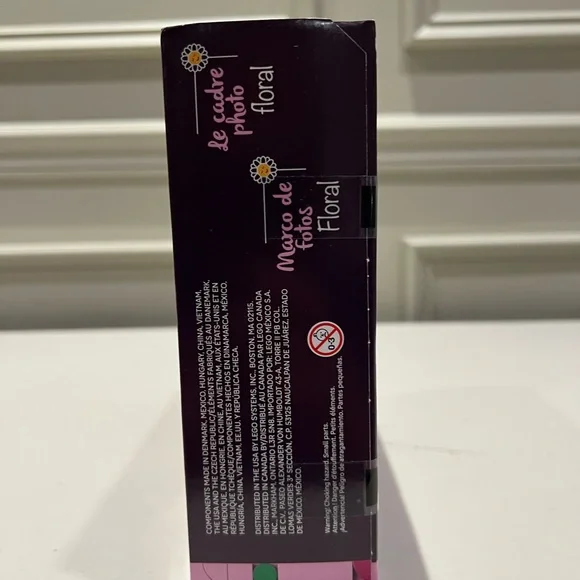 Le cadre
photo
floral
Marco de
fotos
Floral
COMPONENTS MADE IN DENMARK, MEXICO, HUNGARY, CHINA, VIETNAM,
THE USA AND THE CZECH REPUBLIC/ÉLÉMENTS FABRIQUÉS AU DANEMARK,
AU MEXIQUE, EN HONGRIE, EN CHINE, AU VIETNAM, AUX ÉTATS-UNIS ET EN
RÉPUBLIQUE TCHÈQUE/COMPONENTES HECHOS EN DINAMARCA, MÉXICO,
HUNGRÍA, CHINA, VIETNAM, EE.UU. Y REPÚBLICA CHECA.
DISTRIBUTED IN THE USA BY LEGO SYSTEMS, INC., BOSTON, MA 02115.
DISTRIBUTED IN CANADA BY/DISTRIBUÉ AU CANADA PAR LEGO CANADA
INC., MARKHAM, ONTARIO L3R 5N8. IMPORTADO POR: LEGO MÉXICO S.A.
DE C.V., PASEO ALEXANDER VON HUMBOLDT 43-A, TORRE II PB COL.
LOMAS VERDES 3ª SECCIÓN, C.P. 53125 NAUCALPAN DE JUÁREZ, ESTADO
DE MÉXICO, MÉXICO.
0-3
Warning! Choking hazard. Small parts.
Attention! Danger d'étouffement. Petits éléments.
¡Advertencia! Peligro de atragantamiento. Partes pequeñas.